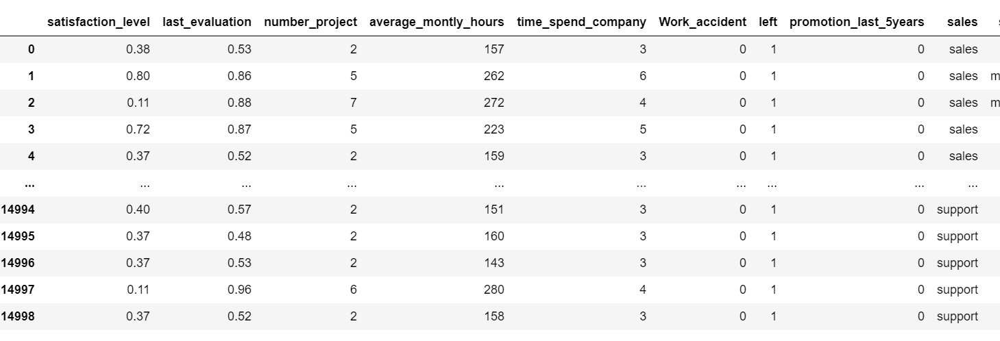 satisfaction_level last_evaluation number_project average_montly_hours time_spend_company Work_accident left promotion_last_5years sales
0 0.38 0.53 2 157 3 0 1 0 sales
1 0.80 0.86 5 262 6 0 1 0 sales m
2 0.11 0.88 7 272 4 0 1 0 sales m
3 0.72 0.87 5 223 5 0 1 0 sales
4 0.37 0.52 2 159 3 0 1 0 sales
... ... ... ... ... ... ... ... ... ...
14994 0.40 0.57 2 151 3 0 1 0 support
14995 0.37 0.48 2 160 3 0 1 0 support
14996 0.37 0.53 2 143 3 0 1 0 support
14997 0.11 0.96 6 280 4 0 1 0 support
14998 0.37 0.52 2 158 3 0 1 0 support